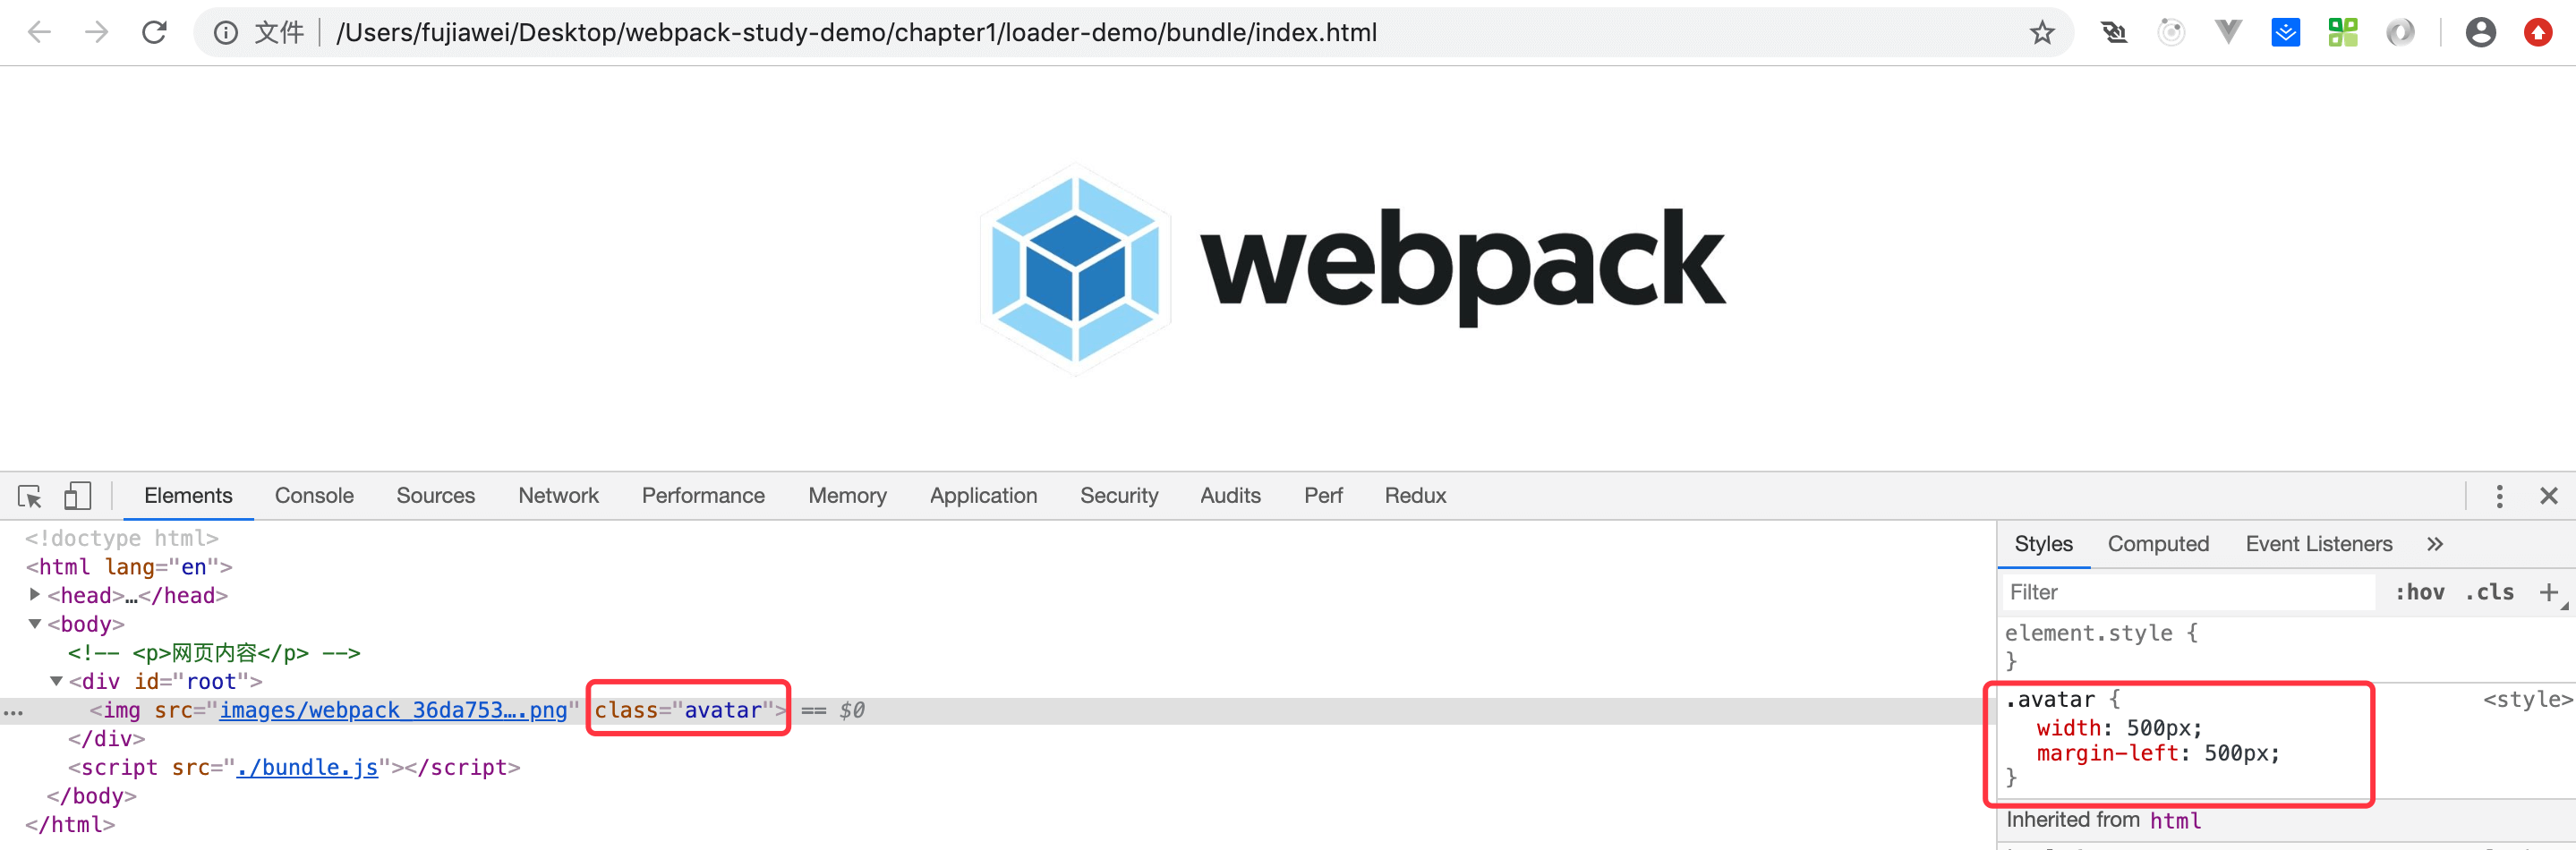 文件 /Users/fujiawei/Desktop/webpack-study-demo/chapter1/loader-demo/bundle/index.html
webpack
Elements Console Sources Network Performance Memory Application Security Audits Perf Redux
<!doctype html>
<html lang="en">
<head>…</head>
<body>
<!-- <p>网页内容</p> -->
<div id="root">
<img src="images/webpack_36da753….png" class="avatar"> == $0
</div>
<script src="./bundle.js"></script>
</body>
</html>
Styles Computed Event Listeners »
Filter :hov .cls +
element.style {
}
.avatar { <style>
width: 500px;
margin-left: 500px;
}
Inherited from html